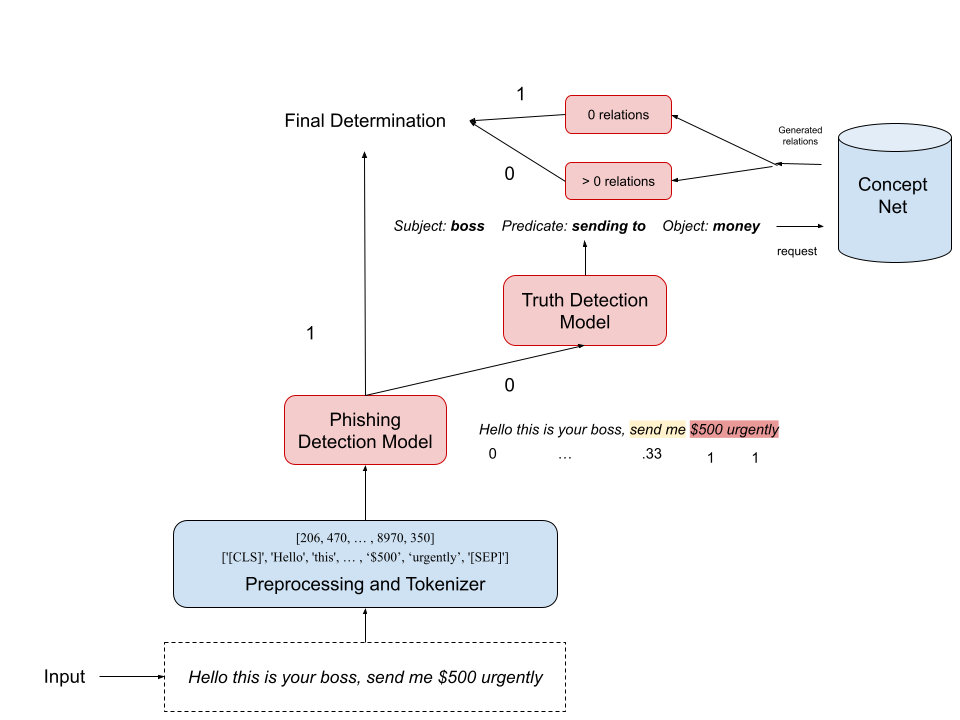 1
Final Determination
0 relations
Generated
relations
0
> 0 relations
Concept
Net
Subject: boss Predicate: sending to Object: money
request
Truth Detection
Model
1
0
Phishing
Detection Model
Hello this is your boss, send me $500 urgently
0 … .33 1 1
[206, 470, … , 8970, 350]
['[CLS]', 'Hello', 'this', … , ‘$500’, ‘urgently’, '[SEP]']
Preprocessing and Tokenizer
Input
Hello this is your boss, send me $500 urgently